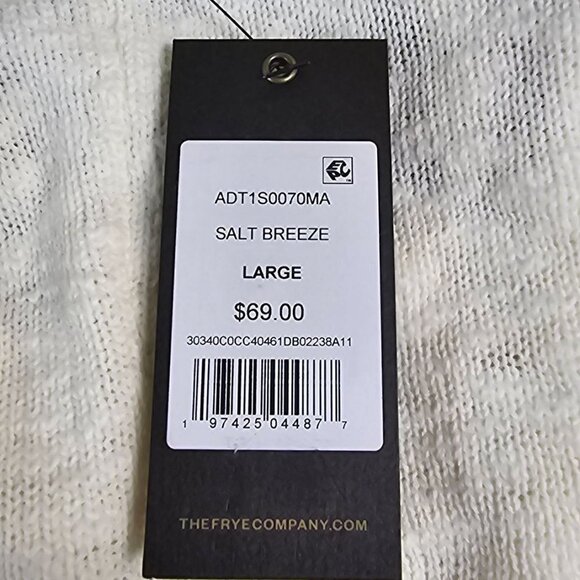 ADT1S0070MA
SALT BREEZE
LARGE
$69.00
30340C0CC40461DB02238A11
1 97425 04487 7
THEFRYECOMPANY.COM